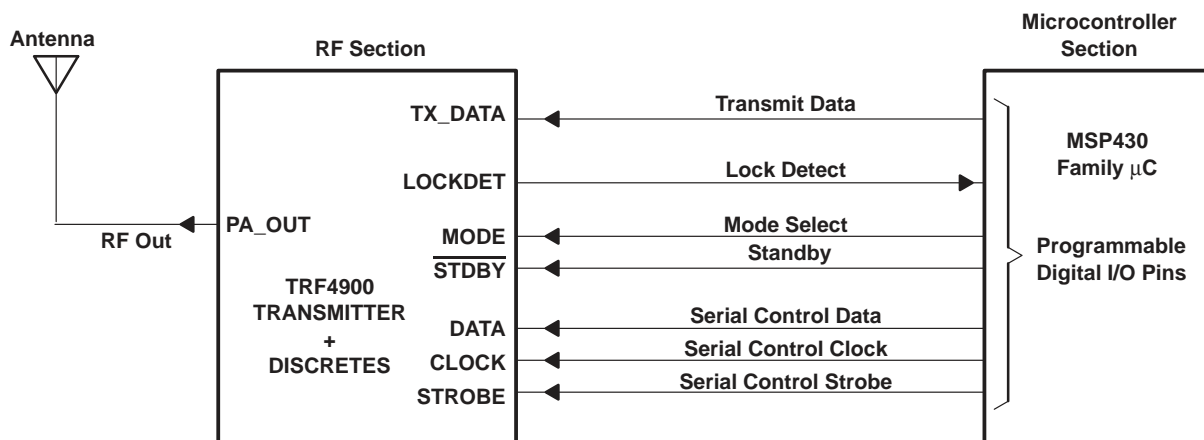 Antenna
RF Section
Microcontroller
Section
TX_DATA
Transmit Data
MSP430
Family μC
LOCKDET
Lock Detect
PA_OUT
RF Out
MODE
Mode Select
STDBY
Standby
Programmable
Digital I/O Pins
TRF4900
TRANSMITTER
+
DISCRETES
DATA
Serial Control Data
CLOCK
Serial Control Clock
STROBE
Serial Control Strobe